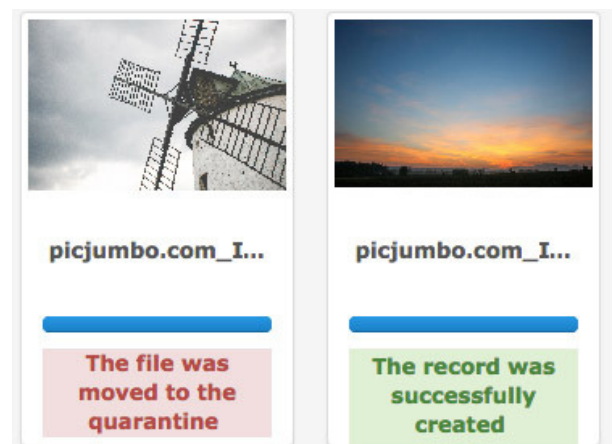 picjumbo.com_I...
picjumbo.com_I...
The file was
moved to the
quarantine
The record was
successfully
created